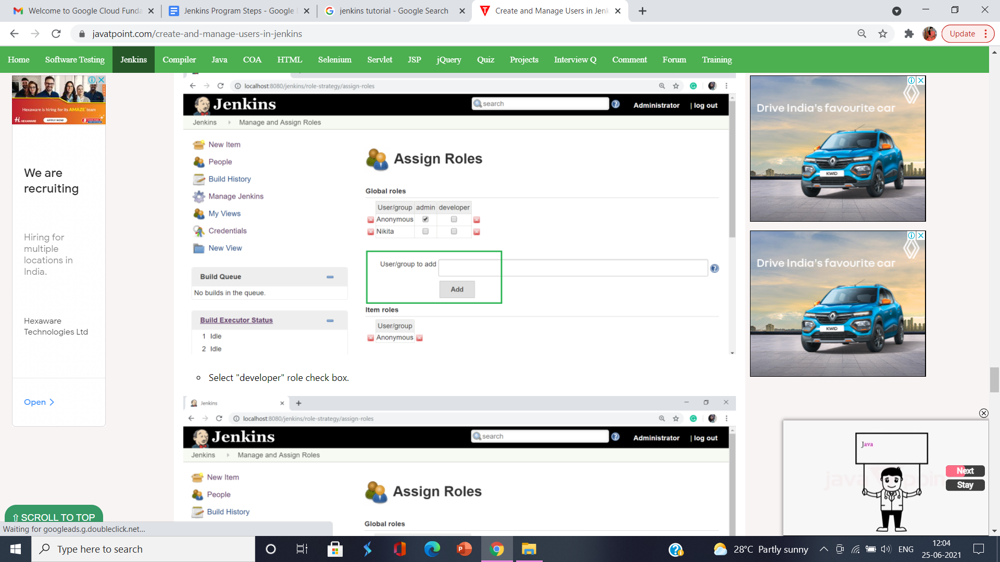 Welcome to Google Cloud Funda
Jenkins Program Steps - Google
jenkins tutorial - Google Search
Create and Manage Users in Jenk
javatpoint.com/create-and-manage-users-in-jenkins
Update
Home Software Testing Jenkins Compiler Java COA HTML Selenium Servlet JSP jQuery Quiz Projects Interview Q Comment Forum Training
Hexaware is hiring for its AMAZE team
HEXAWARE APPLY NOW
We are
recruiting
Hiring for
multiple
locations in
India.
Hexaware
Technologies Ltd
Open >
⇧ SCROLL TO TOP
localhost:8080/jenkins/role-strategy/assign-roles
Jenkins
search
Administrator | log out
Jenkins Manage and Assign Roles
New Item
People
Build History
Manage Jenkins
My Views
Credentials
New View
Build Queue
No builds in the queue.
Build Executor Status
1 Idle
2 Idle
Assign Roles
Global roles
User/group admin developer
Anonymous
Nikita
User/group to add
Add
Item roles
User/group
Anonymous
Select "developer" role check box.
Jenkins
localhost:8080/jenkins/role-strategy/assign-roles
Jenkins
search
Administrator | log out
Jenkins Manage and Assign Roles
New Item
People
Build History
Assign Roles
Global roles
Drive India's favourite car
KWID
Drive India's favourite car
KWID
Java
Next
Stay
Waiting for googleads.g.doubleclick.net...
Type here to search
28°C Partly sunny
ENG
12:04
25-06-2021